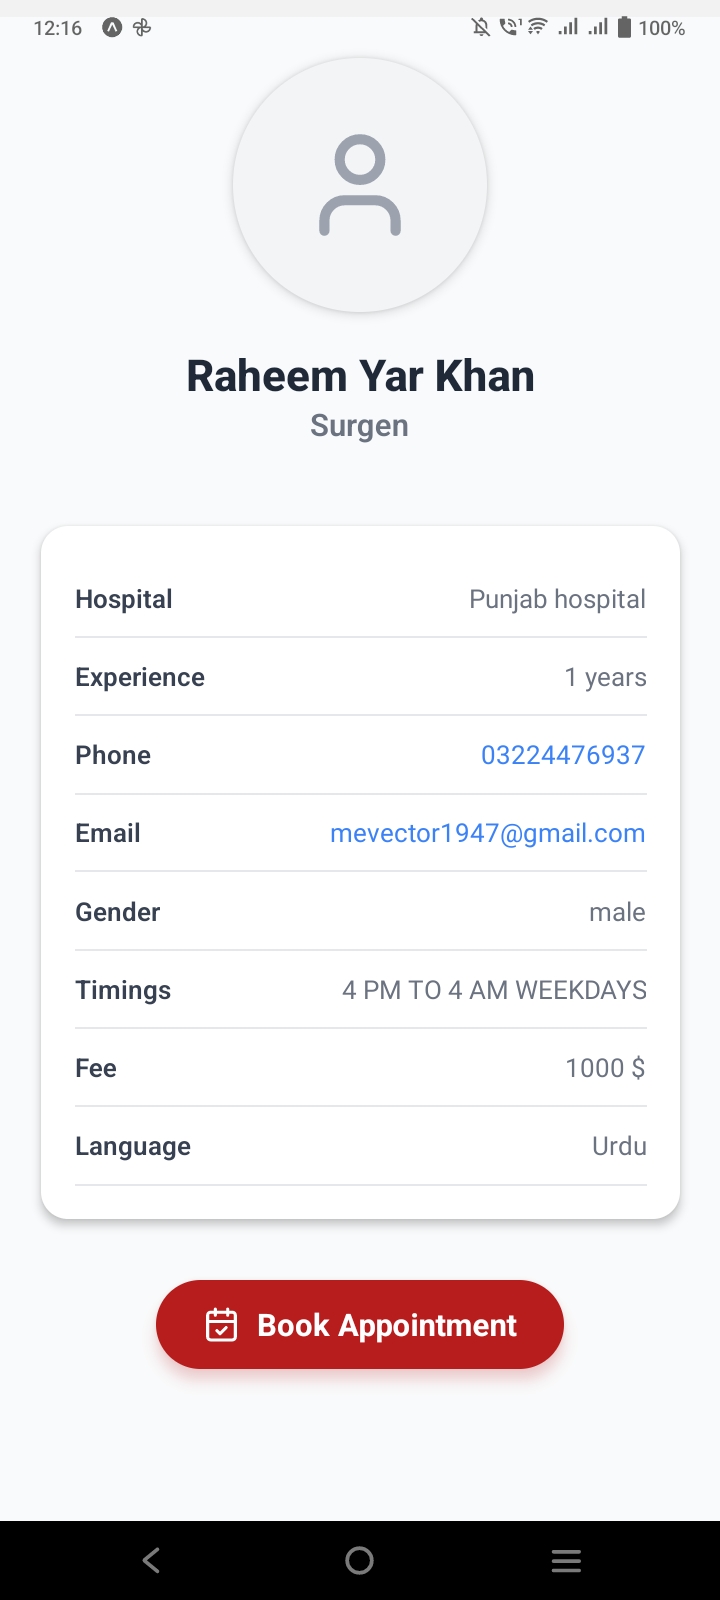 12:16 100%
Raheem Yar Khan
Surgen
Hospital Punjab hospital
Experience 1 years
Phone 03224476937
Email mevector1947@gmail.com
Gender male
Timings 4 PM TO 4 AM WEEKDAYS
Fee 1000 $
Language Urdu
Book Appointment